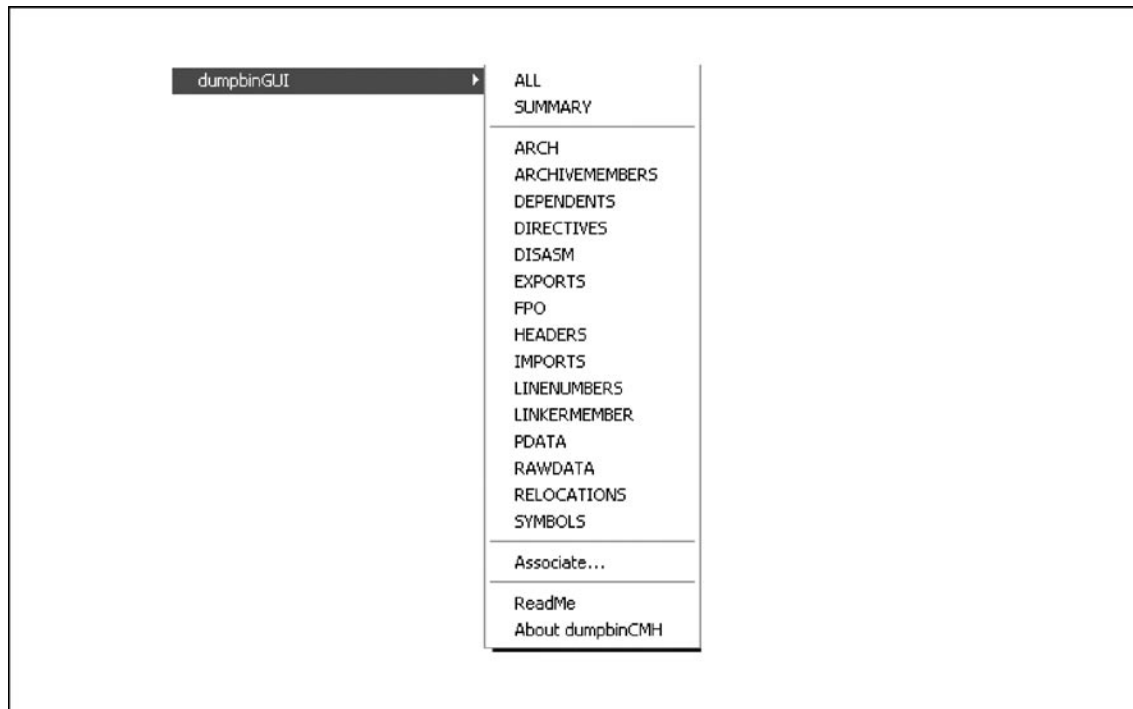 dumpbinGUI
ALL
SUMMARY
ARCH
ARCHIVEMEMBERS
DEPENDENTS
DIRECTIVES
DISASM
EXPORTS
FPO
HEADERS
IMPORTS
LINENUMBERS
LINKERMEMBER
PDATA
RAWDATA
RELOCATIONS
SYMBOLS
Associate...
ReadMe
About dumpbinCMH